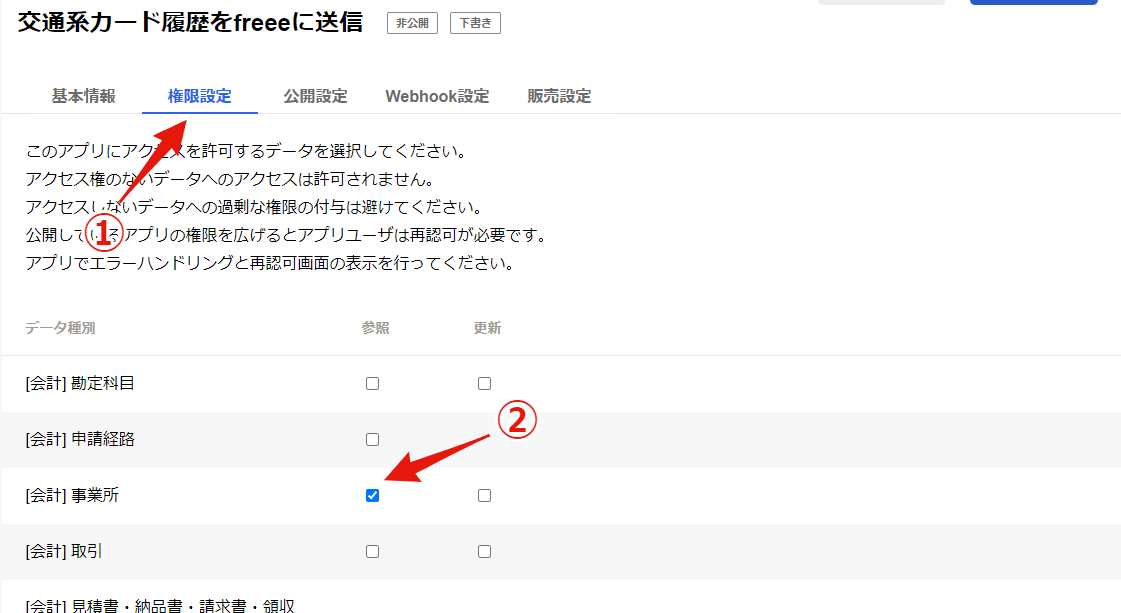 交通系カード履歴をfreeeに送信 非公開 下書き
基本情報 権限設定 公開設定 Webhook設定 販売設定
このアプリにアクセスを許可するデータを選択してください。
アクセス権のないデータへのアクセスは許可されません。
アクセスしないデータへの過剰な権限の付与は避けてください。
①
公開しているアプリの権限を広げるとアプリユーザは再認可が必要です。
アプリでエラーハンドリングと再認可画面の表示を行ってください。
データ種別 参照 更新
[会計] 勘定科目
②
[会計] 申請経路
[会計] 事業所
[会計] 取引
[会計] 見積書・納品書・請求書・領収